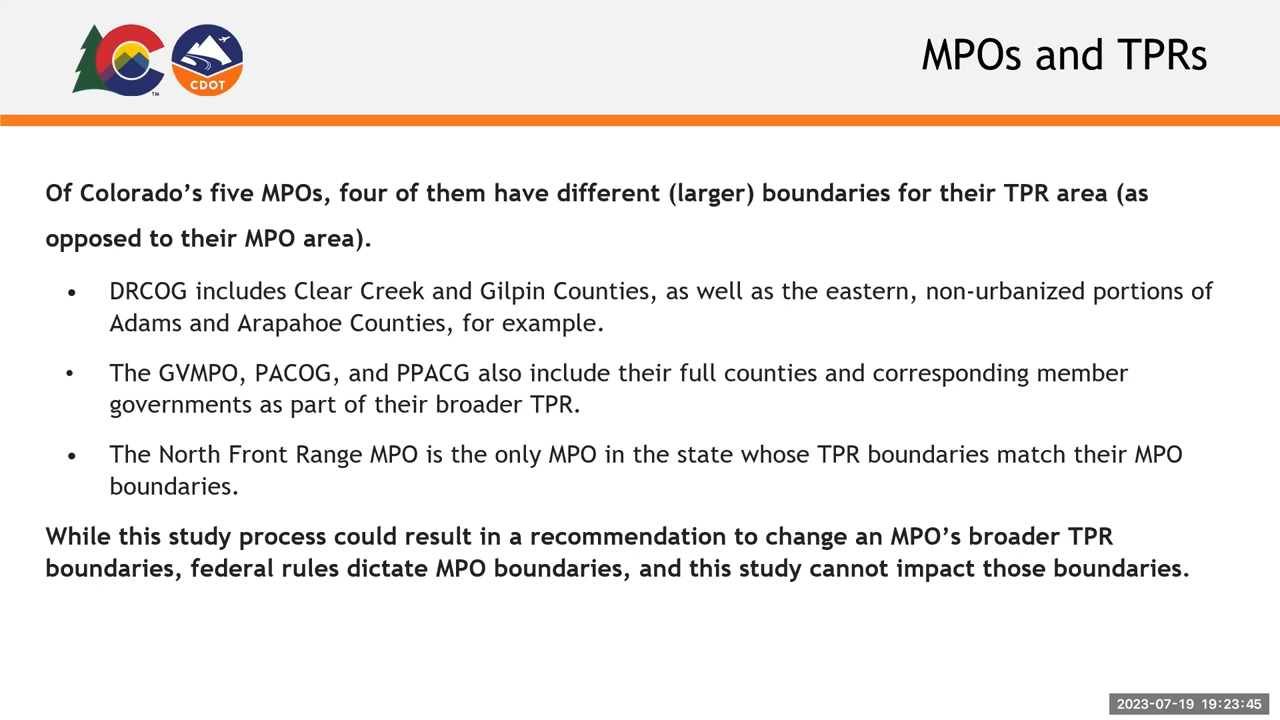 MPOs and TPRs
CDOT
TM
Of Colorado’s five MPOs, four of them have different (larger) boundaries for their TPR area (as
opposed to their MPO area).
• DRCOG includes Clear Creek and Gilpin Counties, as well as the eastern, non-urbanized portions of
Adams and Arapahoe Counties, for example.
• The GVMPO, PACOG, and PPACG also include their full counties and corresponding member
governments as part of their broader TPR.
• The North Front Range MPO is the only MPO in the state whose TPR boundaries match their MPO
boundaries.
While this study process could result in a recommendation to change an MPO’s broader TPR
boundaries, federal rules dictate MPO boundaries, and this study cannot impact those boundaries.
2023-07-19 19:23:45